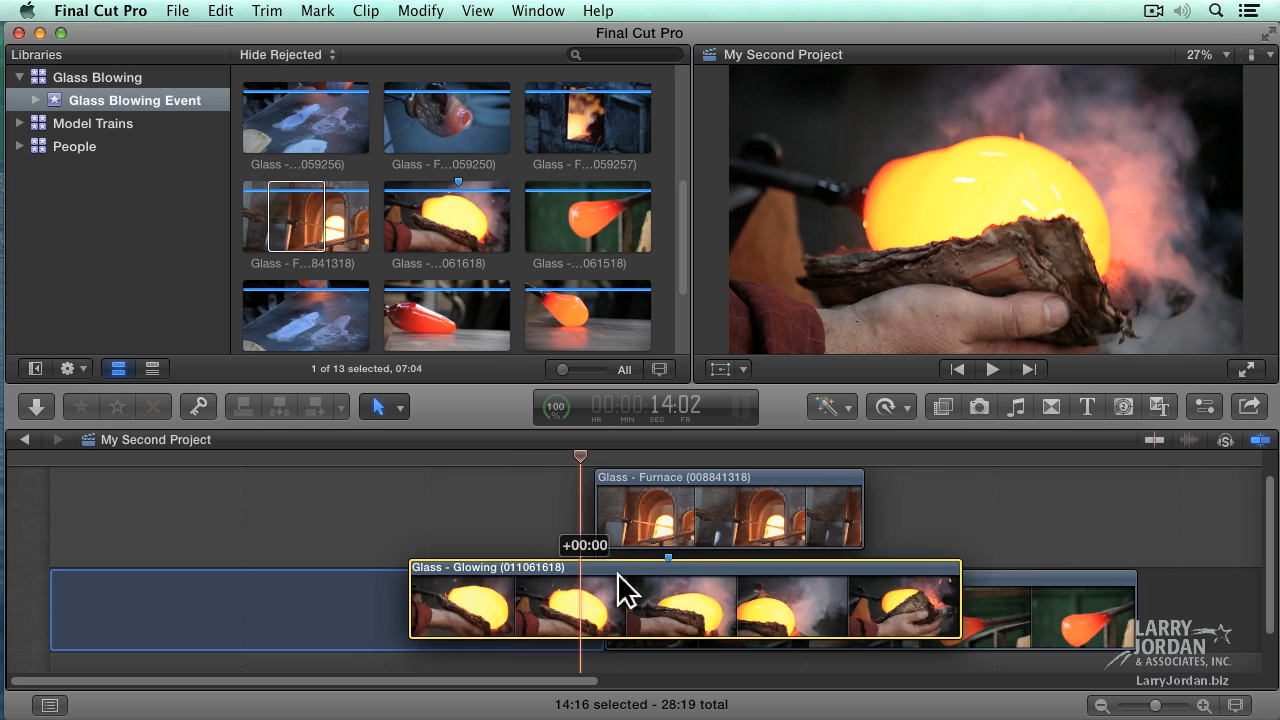 Final Cut Pro File Edit Trim Mark Clip Modify View Window Help
Final Cut Pro
Libraries
Hide Rejected
My Second Project
27%
Glass Blowing
Glass Blowing Event
Model Trains
People
Glass -...059256)
Glass - F...059250)
Glass - F...059257)
Glass - F...841318)
Glass -...061618)
Glass -...061518)
1 of 13 selected, 07:04
All
100 %
00:00:14:02
HR MIN SEC FR
My Second Project
Glass - Furnace (008841318)
+00:00
Glass - Glowing (011061618)
LARRY
JORDAN
& ASSOCIATES, INC.
LarryJordan.biz
14:16 selected - 28:19 total